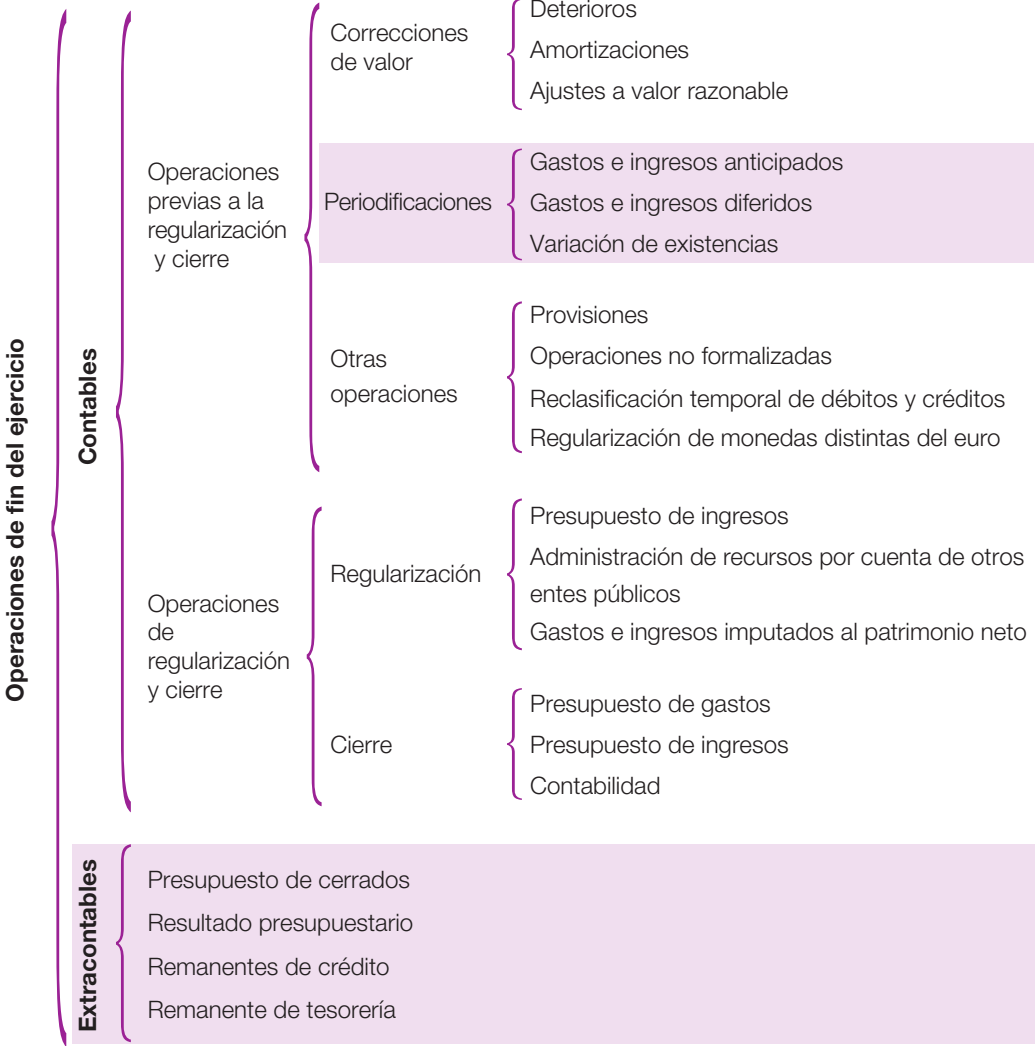 Operaciones de fin del ejercicio
Contables
Operaciones
previas a la
regularización
y cierre
Correcciones
de valor
Deterioros
Amortizaciones
Ajustes a valor razonable
Periodificaciones
Gastos e ingresos anticipados
Gastos e ingresos diferidos
Variación de existencias
Otras
operaciones
Provisiones
Operaciones no formalizadas
Reclasificación temporal de débitos y créditos
Regularización de monedas distintas del euro
Operaciones
de
regularización
y cierre
Regularización
Presupuesto de ingresos
Administración de recursos por cuenta de otros
entes públicos
Gastos e ingresos imputados al patrimonio neto
Cierre
Presupuesto de gastos
Presupuesto de ingresos
Contabilidad
Extracontables
Presupuesto de cerrados
Resultado presupuestario
Remanentes de crédito
Remanente de tesorería